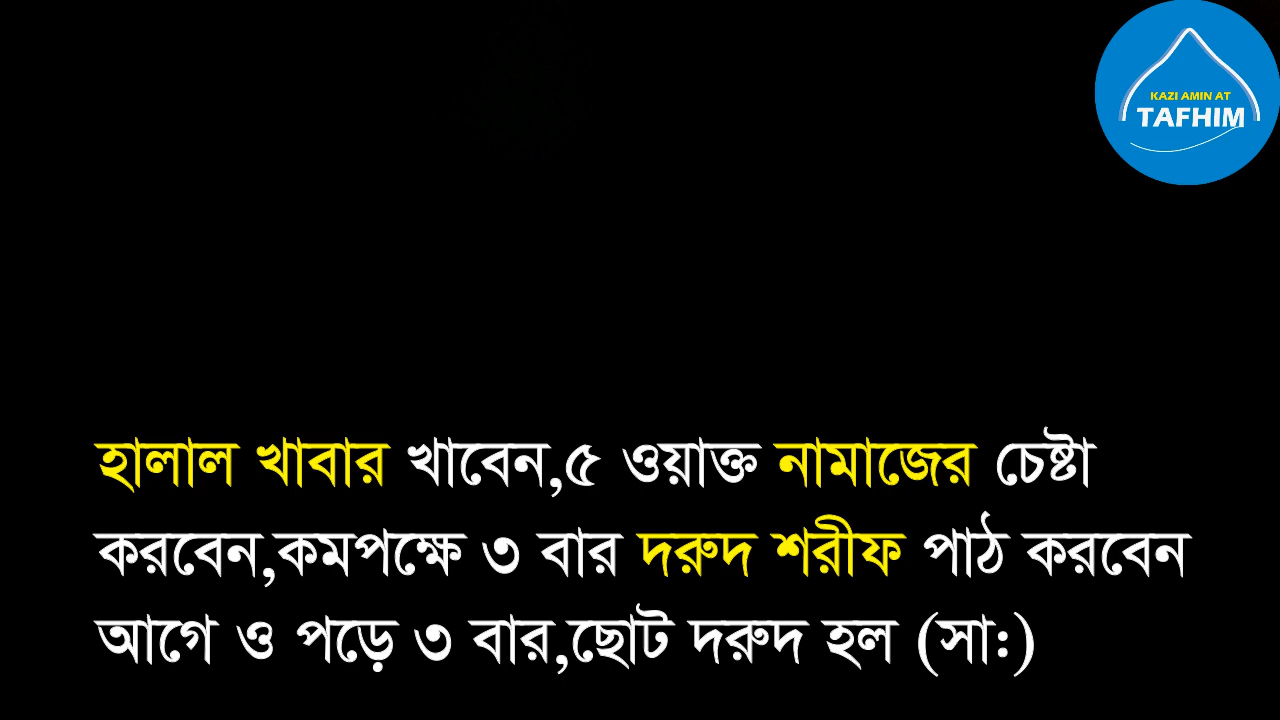 KAZI AMIN AT
TAFHIM
হালাল খাবার খাবেন,৫ ওয়াক্ত নামাজের চেষ্টা
করবেন,কমপক্ষে ৩ বার দরুদ শরীফ পাঠ করবেন
আগে ও পড়ে ৩ বার,ছোট দরুদ হল (সাঃ)